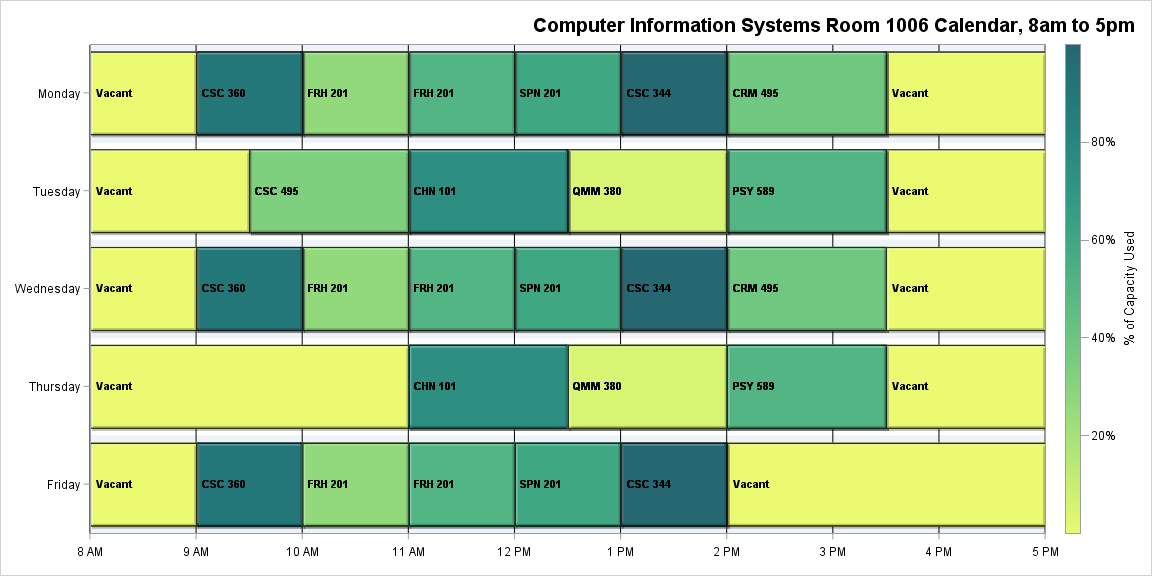 Computer Information Systems Room 1006 Calendar, 8am to 5pm
Monday
Vacant
CSC 360
FRH 201
FRH 201
SPN 201
CSC 344
CRM 495
Vacant
Tuesday
Vacant
CSC 495
CHN 101
QMM 380
PSY 589
Vacant
Wednesday
Vacant
CSC 360
FRH 201
FRH 201
SPN 201
CSC 344
CRM 495
Vacant
Thursday
Vacant
CHN 101
QMM 380
PSY 589
Vacant
Friday
Vacant
CSC 360
FRH 201
FRH 201
SPN 201
CSC 344
Vacant
8 AM
9 AM
10 AM
11 AM
12 PM
1 PM
2 PM
3 PM
4 PM
5 PM
80%
60%
40%
20%
% of Capacity Used